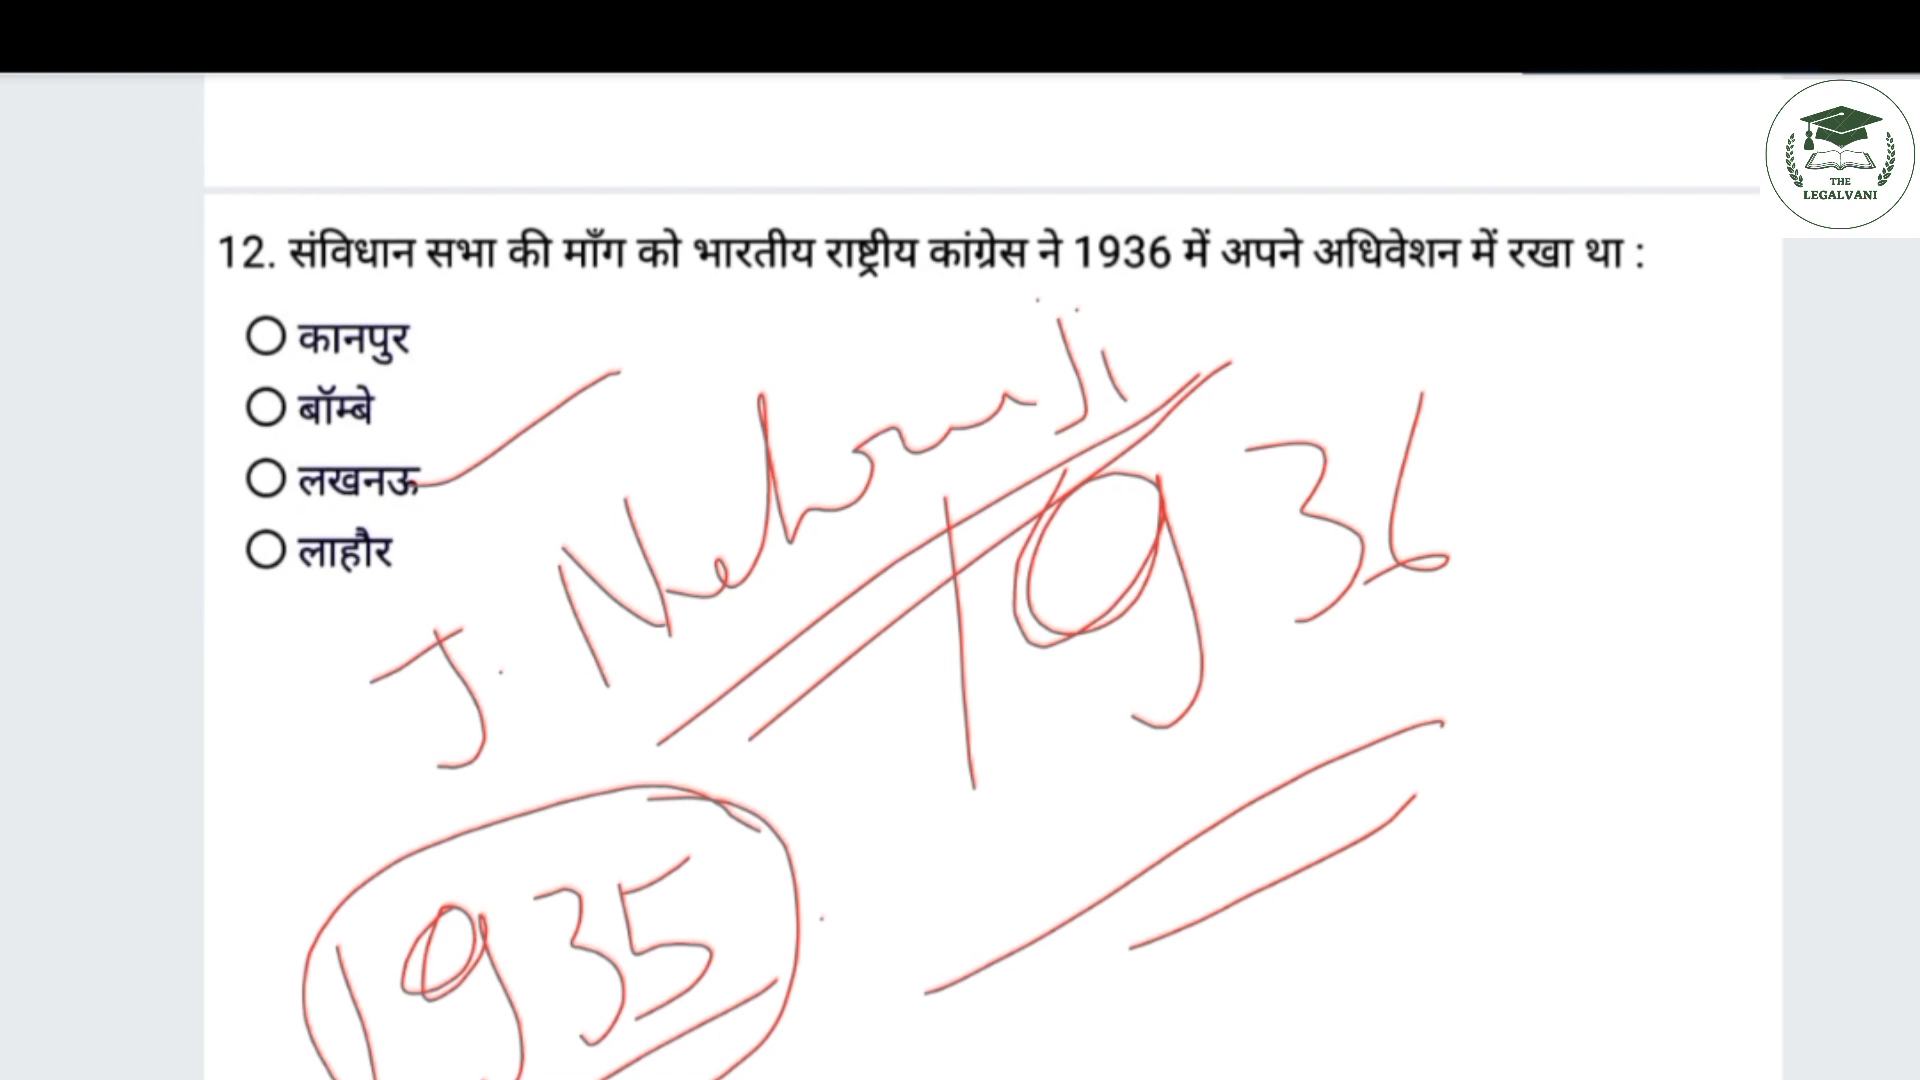 THE
LEGALVANI
12. संविधान सभा की माँग को भारतीय राष्ट्रीय कांग्रेस ने 1936 में अपने अधिवेशन में रखा था :
कानपुर
बॉम्बे
लखनऊ
लाहौर
J. Nehru Ji
1936
1935